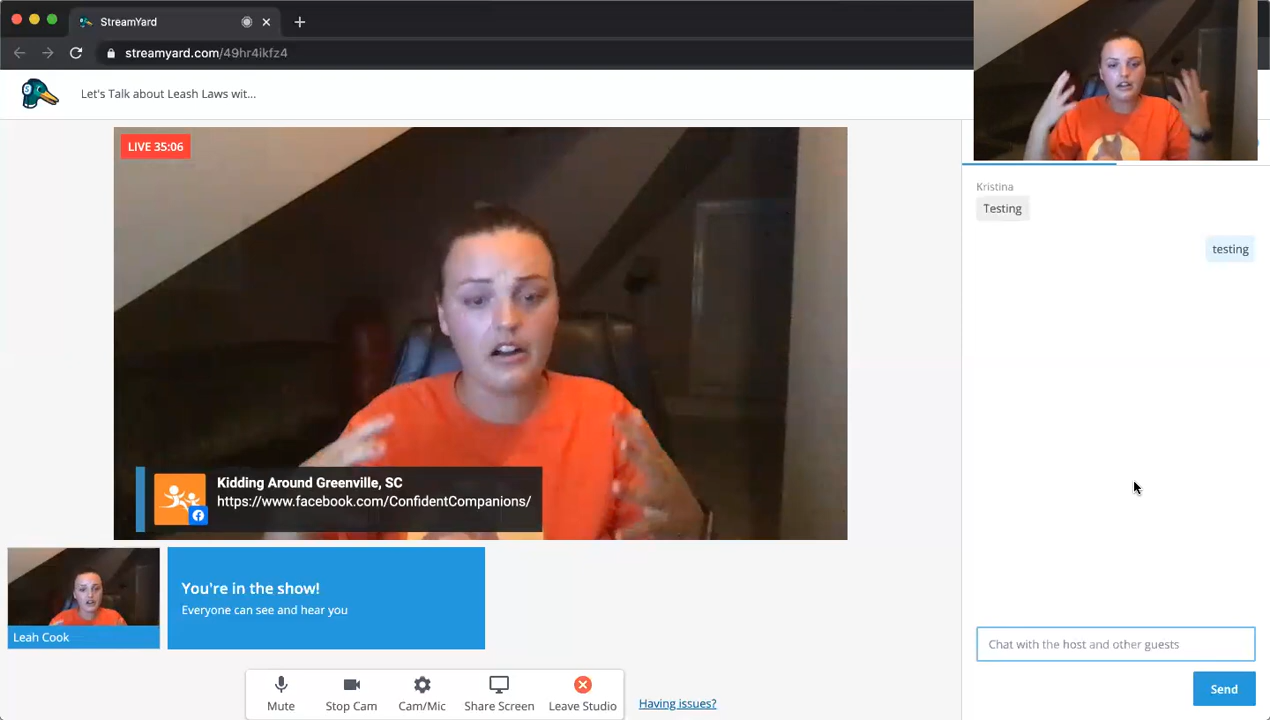 StreamYard
streamyard.com/49hr4ikfz4
Let's Talk about Leash Laws wit...
LIVE 35:06
Kristina
Testing
testing
Kidding Around Greenville, SC
https://www.facebook.com/ConfidentCompanions/
Leah Cook
You're in the show!
Everyone can see and hear you
Chat with the host and other guests
Send
Mute
Stop Cam
Cam/Mic
Share Screen
Leave Studio
Having issues?